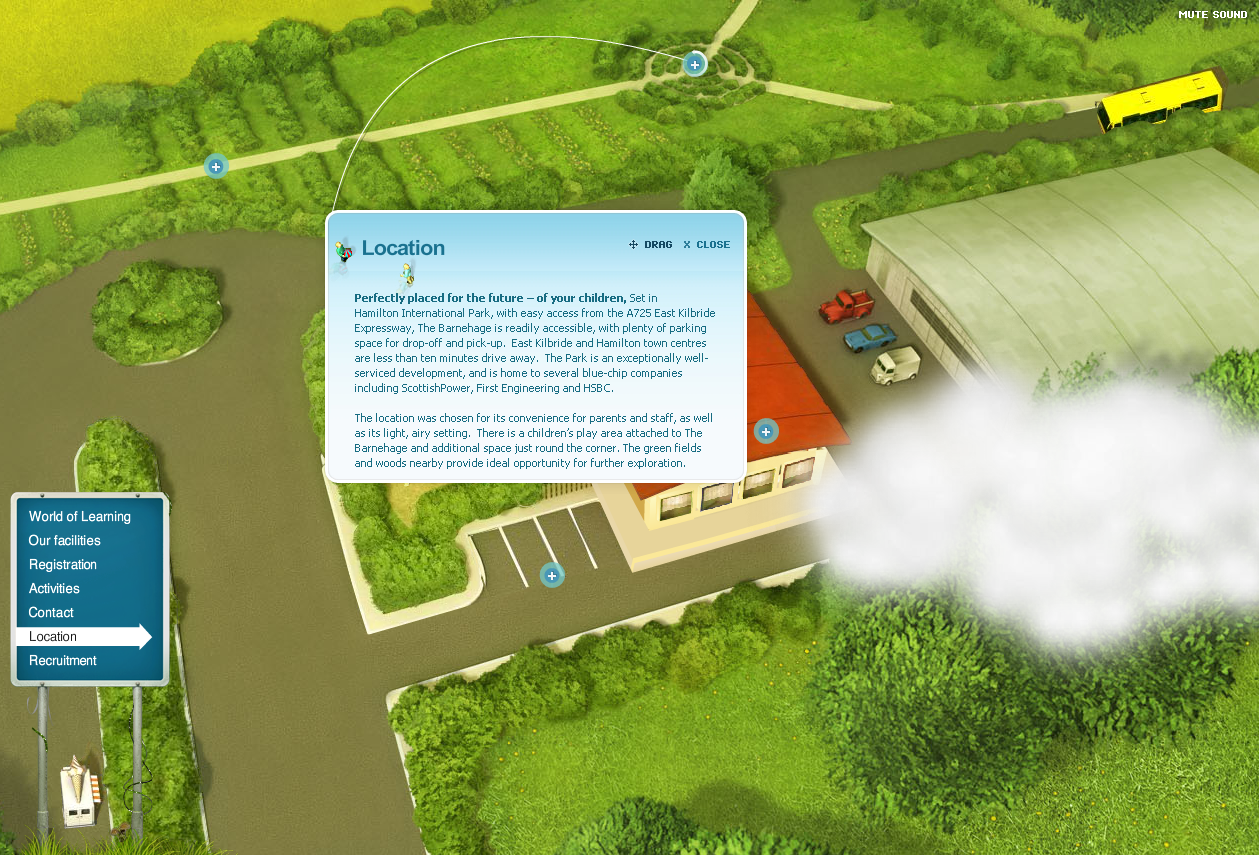 MUTE SOUND
Location
DRAG X CLOSE
Perfectly placed for the future – of your children, Set in
Hamilton International Park, with easy access from the A725 East Kilbride
Expressway, The Barnehage is readily accessible, with plenty of parking
space for drop-off and pick-up. East Kilbride and Hamilton town centres
are less than ten minutes drive away. The Park is an exceptionally well-
serviced development, and is home to several blue-chip companies
including ScottishPower, First Engineering and HSBC.
The location was chosen for its convenience for parents and staff, as well
as its light, airy setting. There is a children's play area attached to The
Barnehage and additional space just round the corner. The green fields
and woods nearby provide ideal opportunity for further exploration.
World of Learning
Our facilities
Registration
Activities
Contact
Location
Recruitment